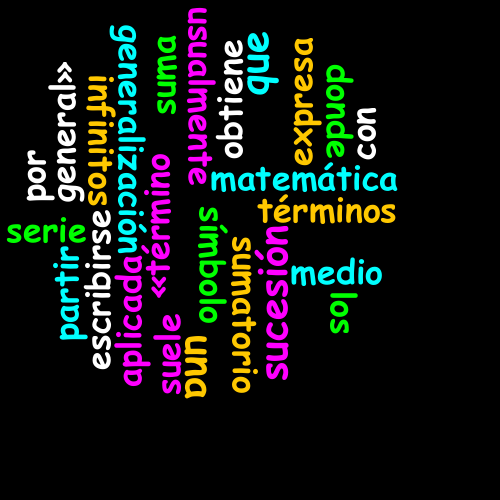 usualmente
generalización
que
suma
obtiene
expresa
donde
con
general»
infinitos
por
«término
matemática
términos
serie
escribirse
símbolo
sucesión
sumatorio
partir
aplicada
medio
los
suele
una